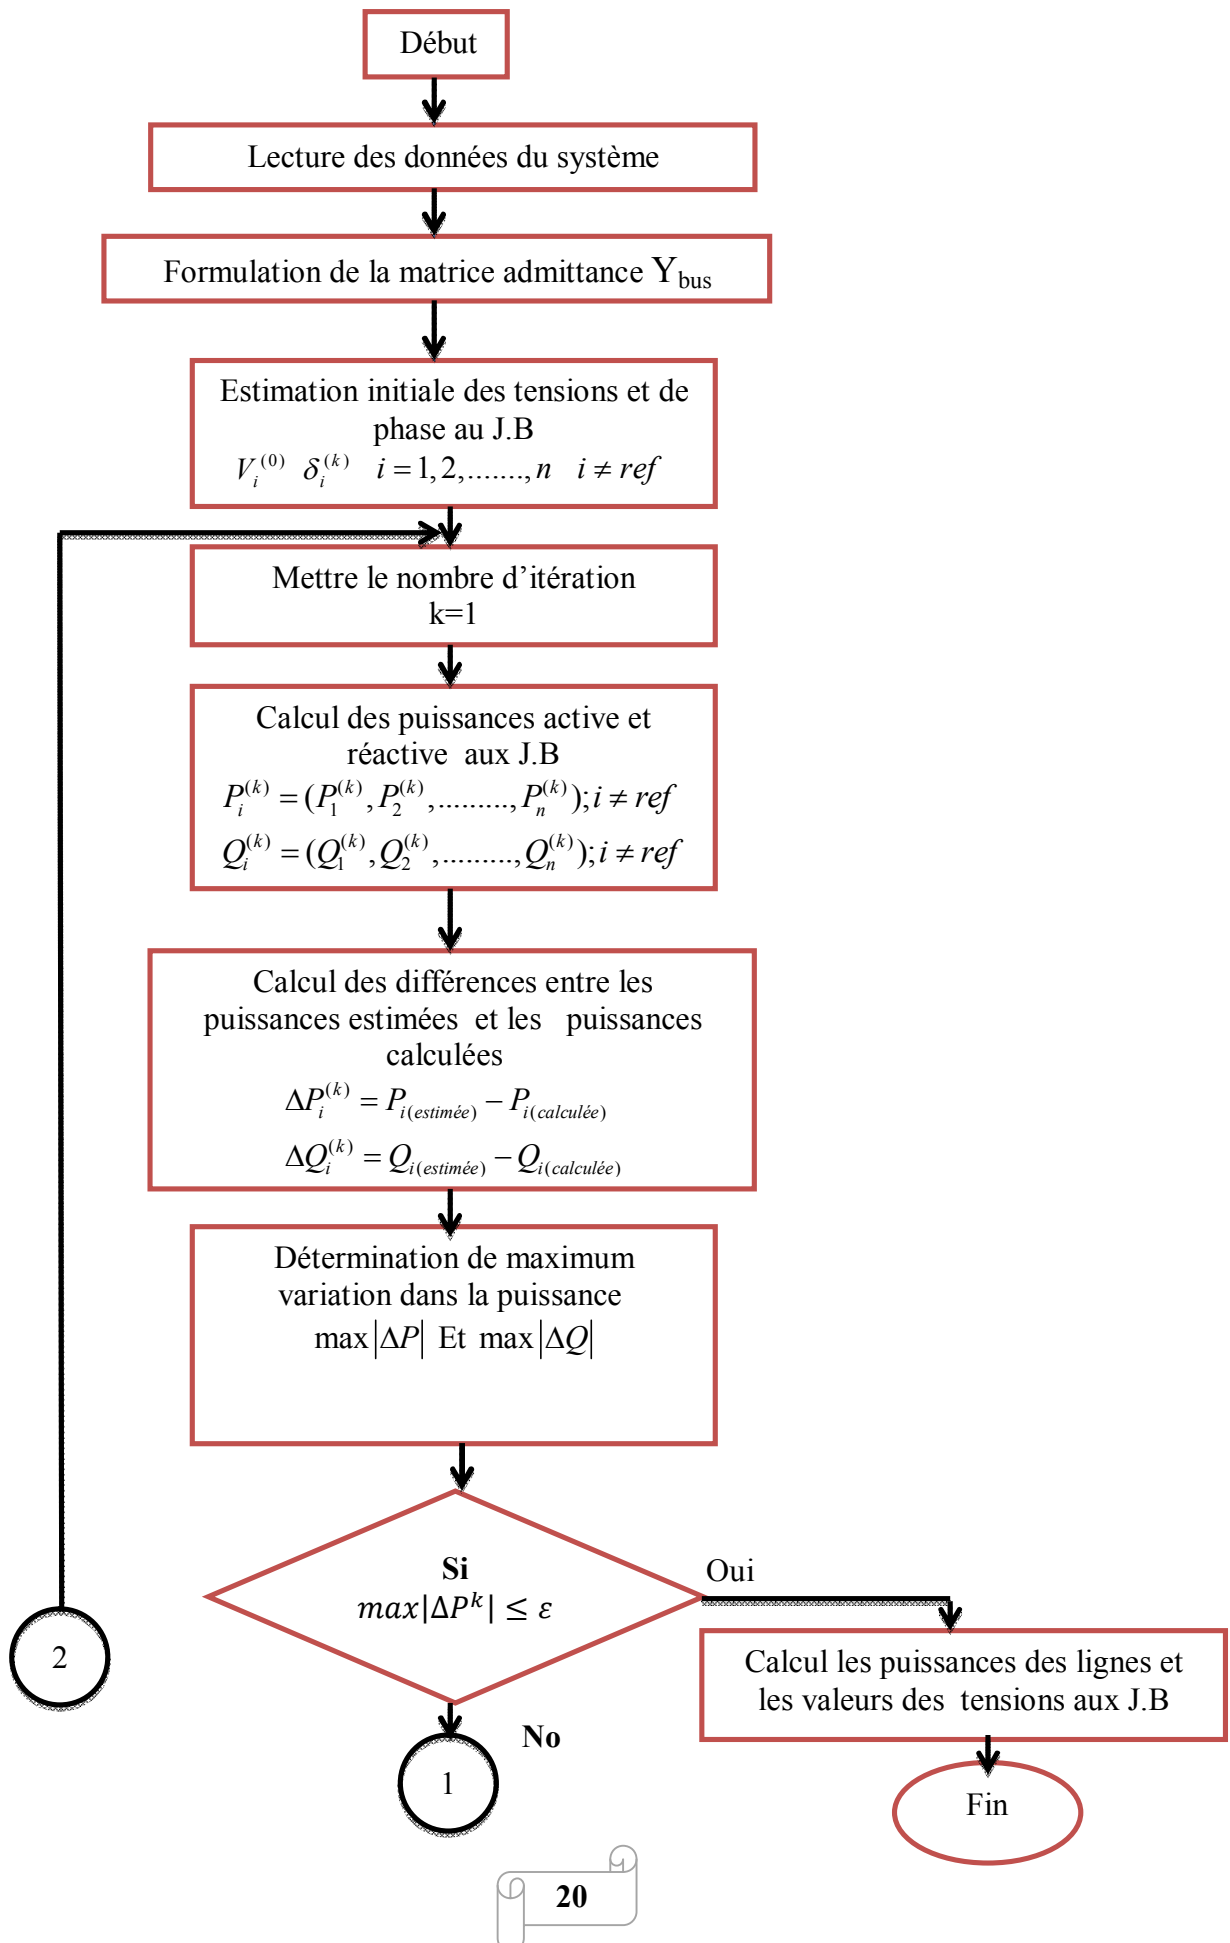 Début
Lecture des données du système
Formulation de la matrice admittance Y_bus
Estimation initiale des tensions et de
phase au J.B
V_i^(0) δ_i^(k) i = 1, 2,......., n i ≠ ref
Mettre le nombre d’itération
k=1
Calcul des puissances active et
réactive aux J.B
P_i^(k) = (P_1^(k), P_2^(k),........., P_n^(k)); i ≠ ref
Q_i^(k) = (Q_1^(k), Q_2^(k),........., Q_n^(k)); i ≠ ref
Calcul des différences entre les
puissances estimées et les puissances
calculées
ΔP_i^(k) = P_i(estimée) − P_i(calculée)
ΔQ_i^(k) = Q_i(estimée) − Q_i(calculée)
Détermination de maximum
variation dans la puissance
max|ΔP| Et max|ΔQ|
Si
max|ΔP^k| ≤ ε
Oui
2
Calcul les puissances des lignes et
les valeurs des tensions aux J.B
No
1
Fin
20